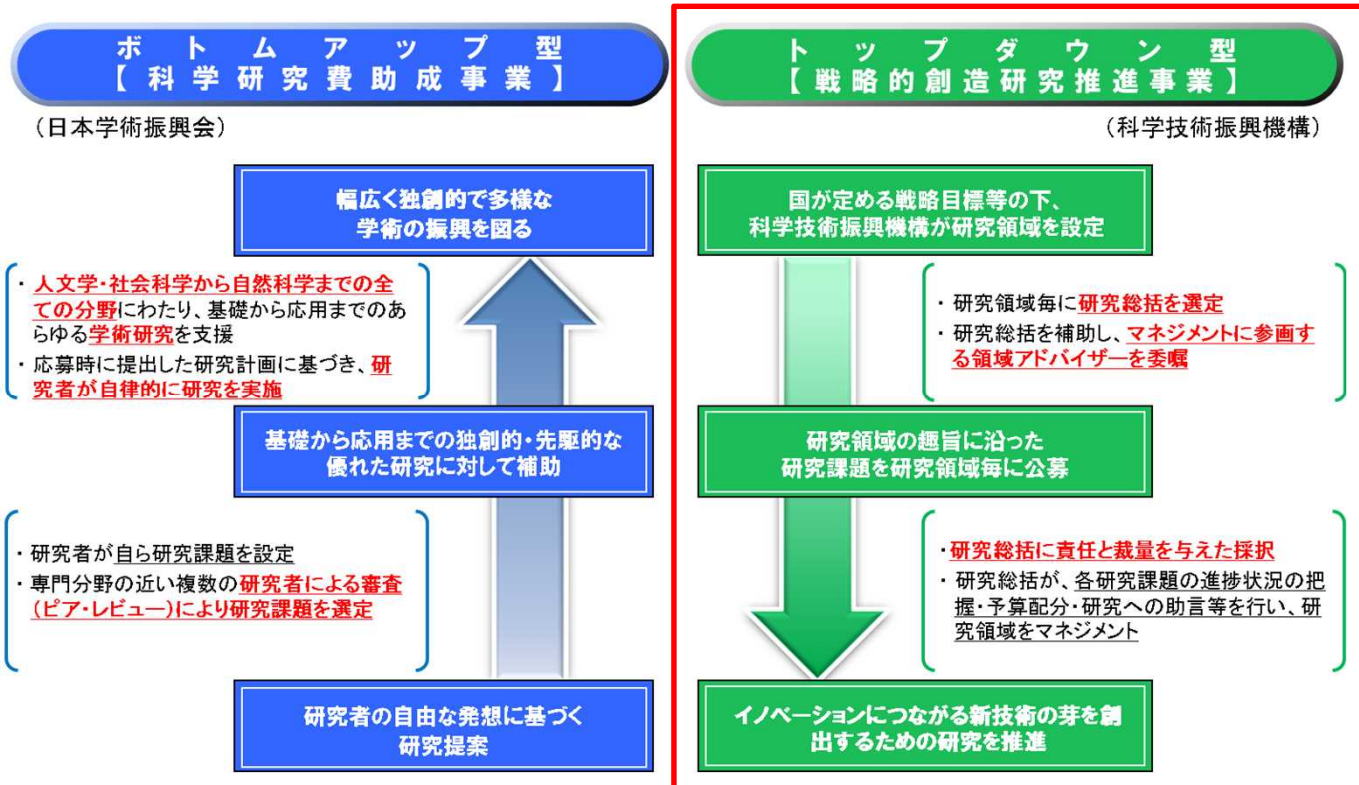 ボトムアップ型
【科学研究費助成事業】
（日本学術振興会）
幅広く独創的で多様な
学術の振興を図る
・人文学・社会科学から自然科学までの全
ての分野にわたり、基礎から応用までのあ
らゆる学術研究を支援
・応募時に提出した研究計画に基づき、研
究者が自律的に研究を実施
基礎から応用までの独創的・先駆的な
優れた研究に対して補助
・研究者が自ら研究課題を設定
・専門分野の近い複数の研究者による審査
(ピア・レビュー)により研究課題を選定
研究者の自由な発想に基づく
研究提案
トップダウン型
【戦略的創造研究推進事業】
（科学技術振興機構）
国が定める戦略目標等の下、
科学技術振興機構が研究領域を設定
・研究領域毎に研究総括を選定
・研究総括を補助し、マネジメントに参画す
る領域アドバイザーを委嘱
研究領域の趣旨に沿った
研究課題を研究領域毎に公募
・研究総括に責任と裁量を与えた採択
・研究総括が、各研究課題の進捗状況の把
握・予算配分・研究への助言等を行い、研
究領域をマネジメント
イノベーションにつながる新技術の芽を創
出するための研究を推進